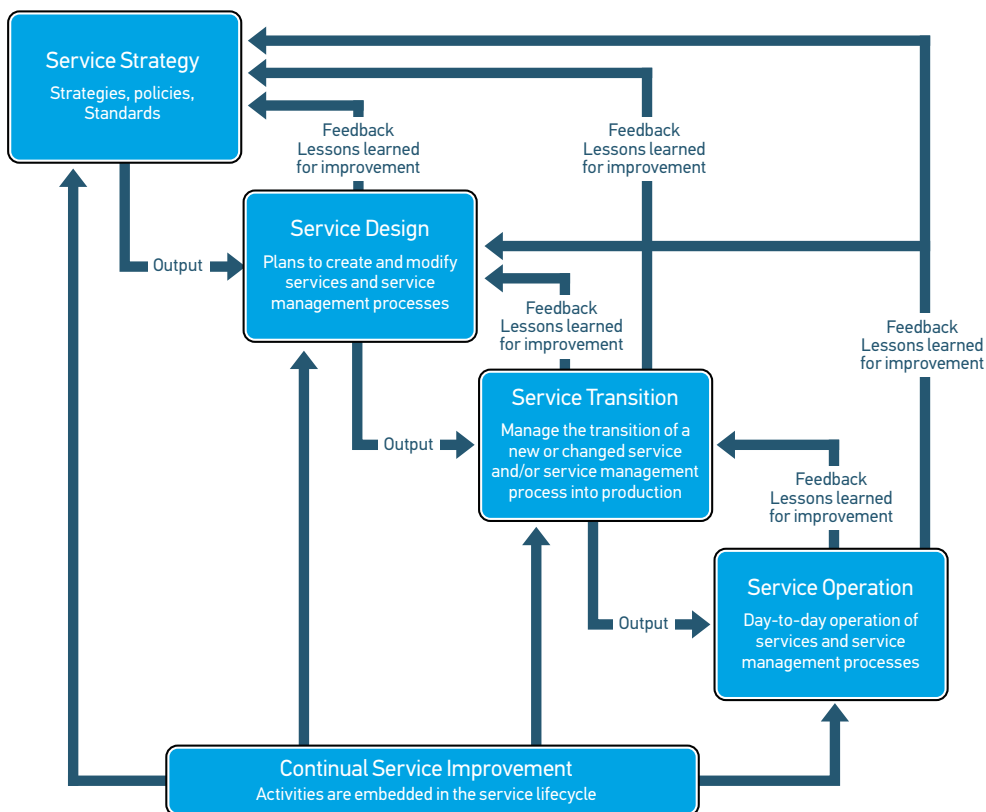 Service Strategy
Strategies, policies,
Standards
Feedback
Lessons learned
for improvement
Feedback
Lessons learned
for improvement
Output
Service Design
Plans to create and modify
services and service
management processes
Feedback
Lessons learned
for improvement
Feedback
Lessons learned
for improvement
Output
Service Transition
Manage the transition of a
new or changed service
and/or service management
process into production
Feedback
Lessons learned
for improvement
Output
Service Operation
Day-to-day operation of
services and service
management processes
Continual Service Improvement
Activities are embedded in the service lifecycle